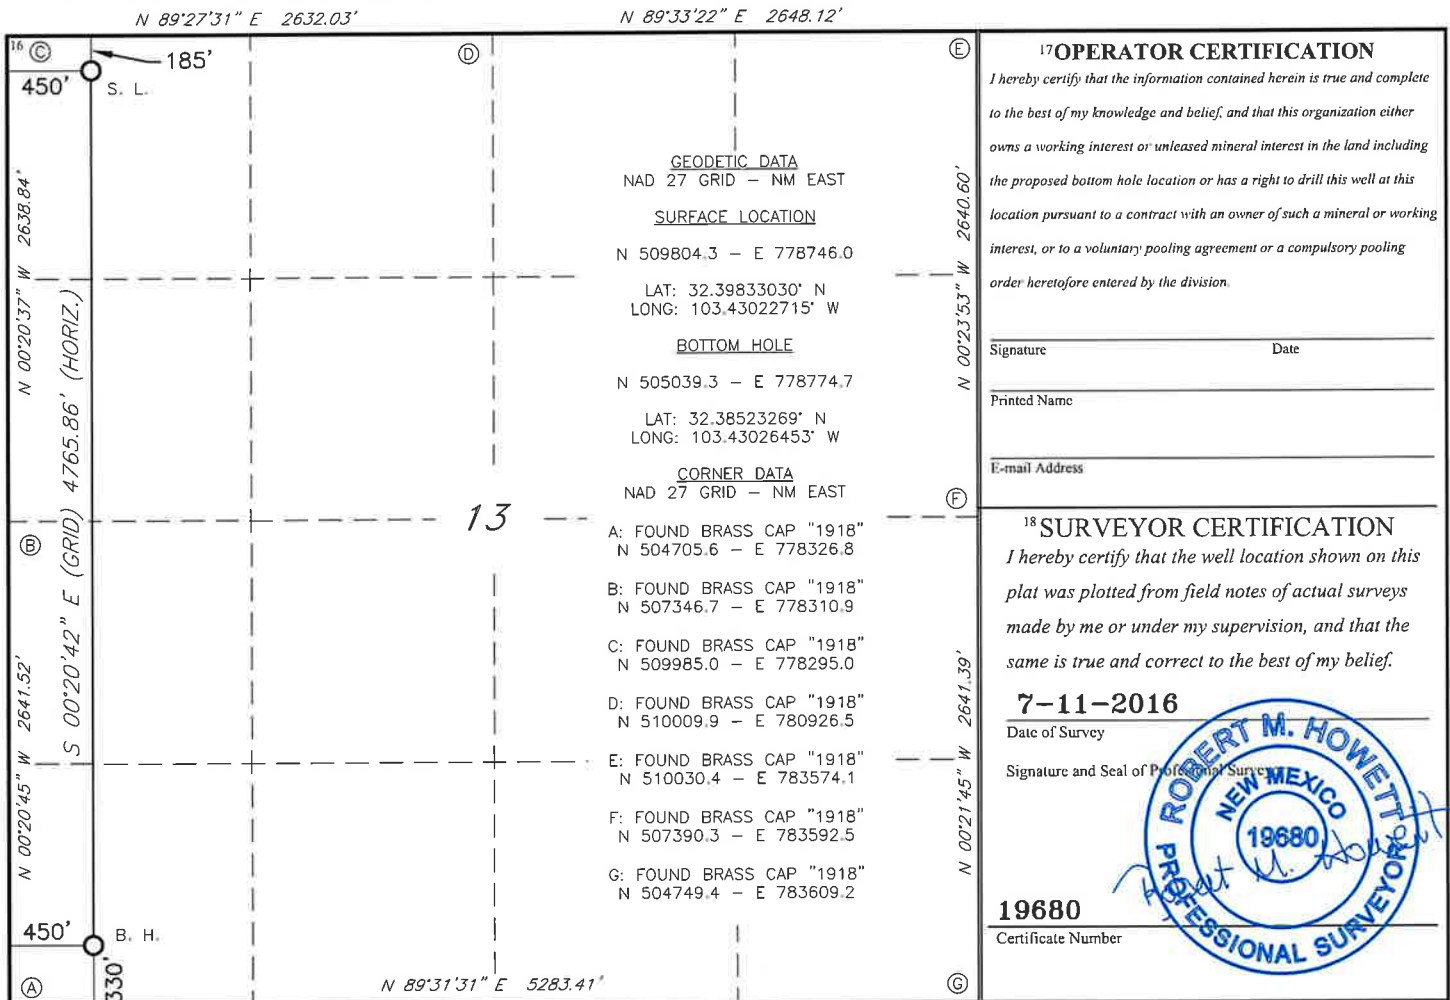 N 89°27'31" E 2632.03'
N 89°33'22" E 2648.12'
16 C
185'
D
E
450'
S. L.
N 00°20'37" W 2638.84'
S 00°20'42" E (GRID) 4765.86' (HORIZ.)
GEODETIC DATA
NAD 27 GRID - NM EAST
SURFACE LOCATION
N 509804.3 - E 778746.0
LAT: 32.39833030° N
LONG: 103.43022715° W
BOTTOM HOLE
N 505039.3 - E 778774.7
LAT: 32.38523269° N
LONG: 103.43026453° W
CORNER DATA
NAD 27 GRID - NM EAST
A: FOUND BRASS CAP "1918"
N 504705.6 - E 778326.8
B: FOUND BRASS CAP "1918"
N 507346.7 - E 778310.9
C: FOUND BRASS CAP "1918"
N 509985.0 - E 778295.0
D: FOUND BRASS CAP "1918"
N 510009.9 - E 780926.5
E: FOUND BRASS CAP "1918"
N 510030.4 - E 783574.1
F: FOUND BRASS CAP "1918"
N 507390.3 - E 783592.5
G: FOUND BRASS CAP "1918"
N 504749.4 - E 783609.2
N 00°23'53" W 2640.60'
13
B
F
N 00°20'45" W 2641.52'
N 00°21'45" W 2641.39'
450'
B. H.
330'
A
N 89°31'31" E 5283.41'
G
17 OPERATOR CERTIFICATION
I hereby certify that the information contained herein is true and complete
to the best of my knowledge and belief, and that this organization either
owns a working interest or unleased mineral interest in the land including
the proposed bottom hole location or has a right to drill this well at this
location pursuant to a contract with an owner of such a mineral or working
interest, or to a voluntary pooling agreement or a compulsory pooling
order heretofore entered by the division.
Signature Date
Printed Name
E-mail Address
18 SURVEYOR CERTIFICATION
I hereby certify that the well location shown on this
plat was plotted from field notes of actual surveys
made by me or under my supervision, and that the
same is true and correct to the best of my belief.
7-11-2016
Date of Survey
Signature and Seal of Professional Surveyor
ROBERT M. HOWETT
NEW MEXICO
19680
PROFESSIONAL SURVEYOR
Robert M. Howett
19680
Certificate Number